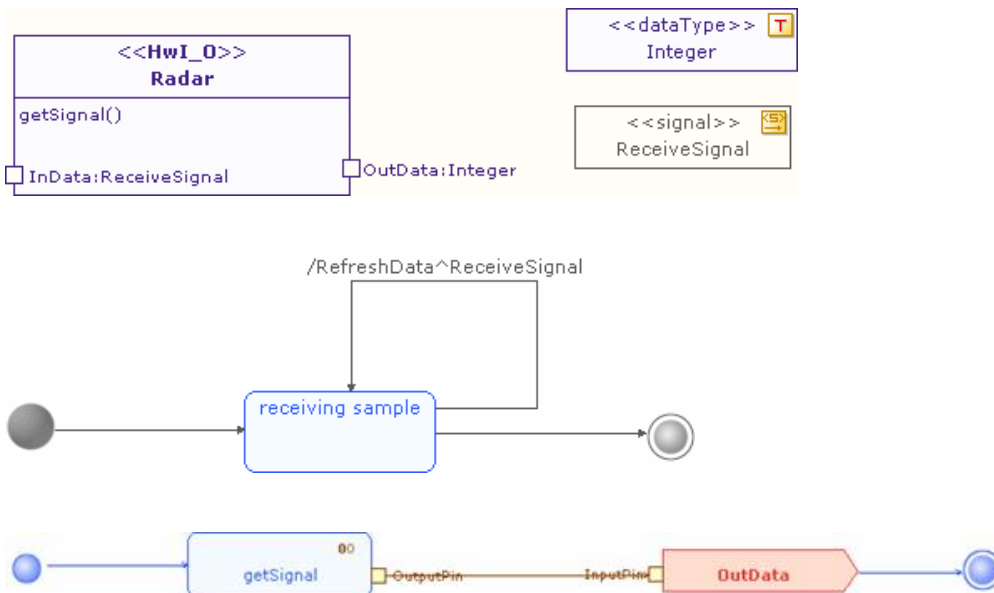 <<HwI_O>>
Radar
getSignal()
InData:ReceiveSignal
OutData:Integer
<<dataType>> T
Integer
<<signal>> <S>
ReceiveSignal
/RefreshData^ReceiveSignal
receiving sample
getSignal
OutputPin
InputPin
OutData